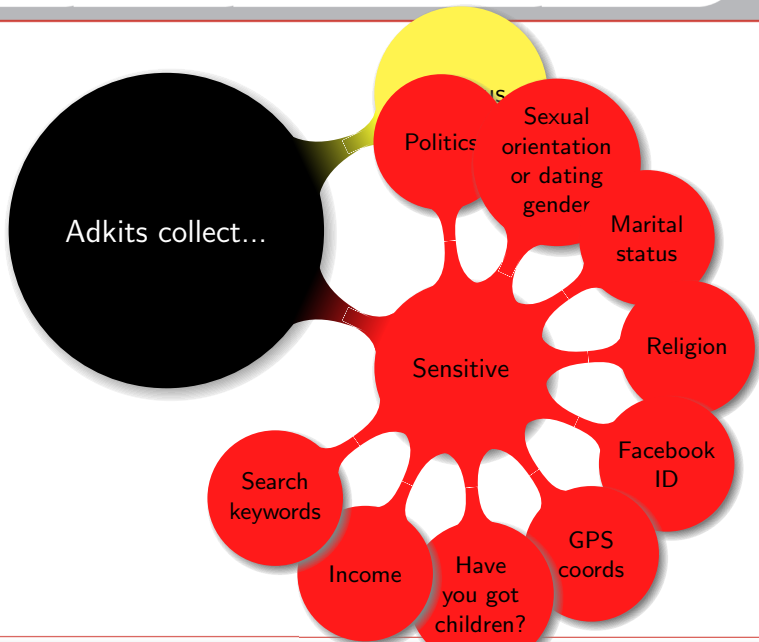 Politics
Sexual
orientation
or dating
gender
Marital
status
Adkits collect...
Religion
Sensitive
Facebook
ID
Search
keywords
GPS
coords
Income
Have
you got
children?